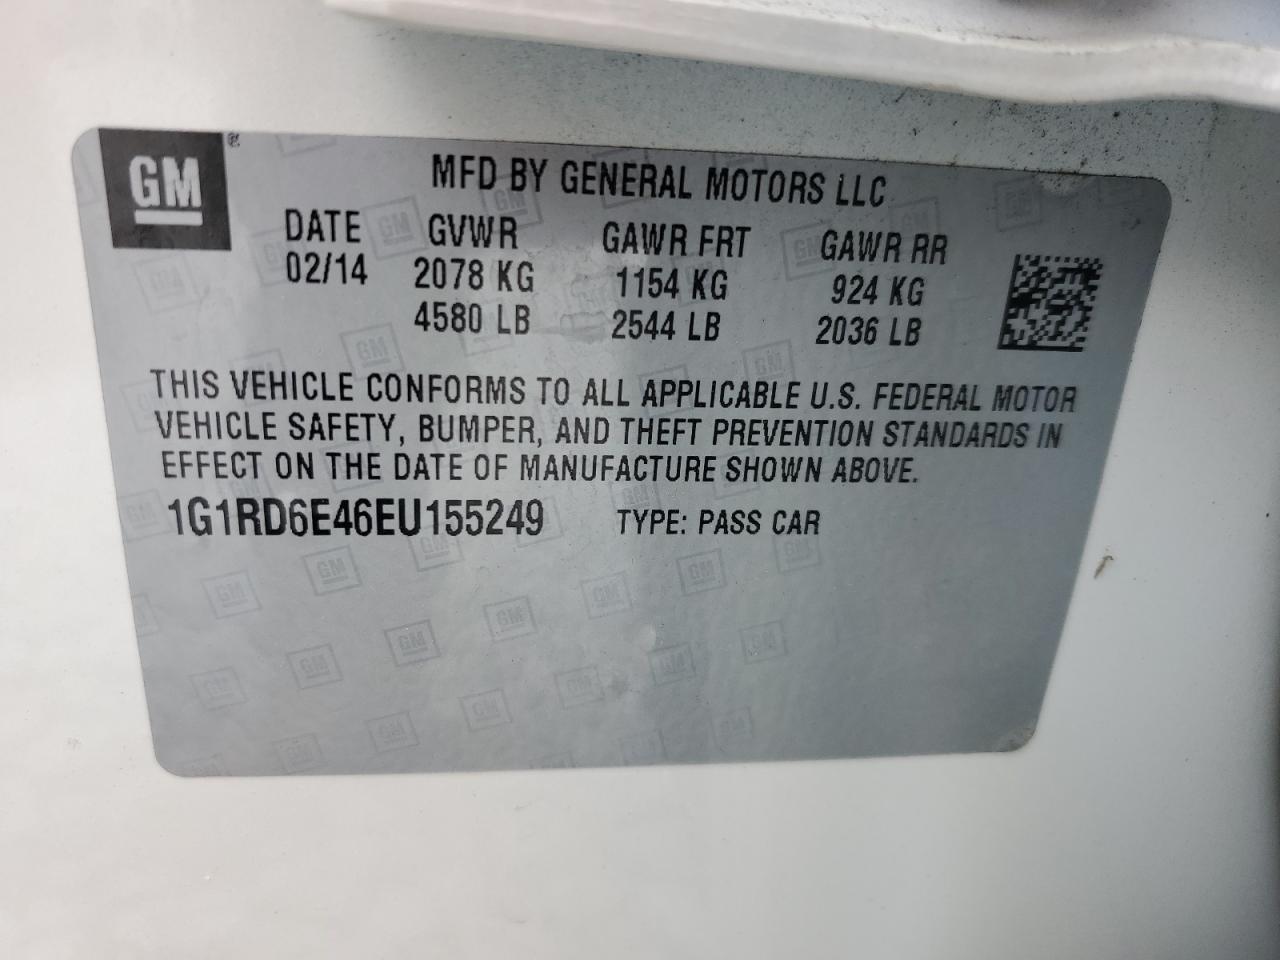 GM®
MFD BY GENERAL MOTORS LLC
DATE GVWR GAWR FRT GAWR RR
02/14 2078 KG 1154 KG 924 KG
4580 LB 2544 LB 2036 LB
THIS VEHICLE CONFORMS TO ALL APPLICABLE U.S. FEDERAL MOTOR
VEHICLE SAFETY, BUMPER, AND THEFT PREVENTION STANDARDS IN
EFFECT ON THE DATE OF MANUFACTURE SHOWN ABOVE.
1G1RD6E46EU155249 TYPE: PASS CAR